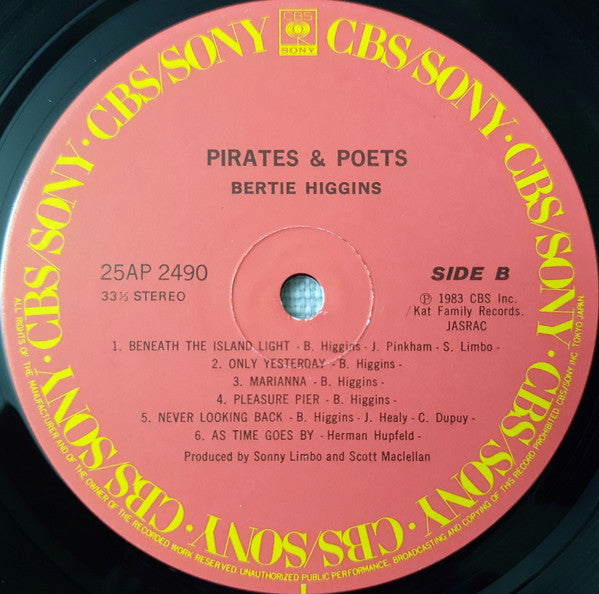 CBS
SONY
CBS/SONY · CBS/SONY · CBS/SONY · CBS/SONY · CBS/SONY · CBS/SONY · CBS/SONY · CBS/SONY
PIRATES & POETS
BERTIE HIGGINS
25AP 2490
33⅓ STEREO
SIDE B
Ⓟ 1983 CBS Inc.
/Kat Family Records.
JASRAC
1. BENEATH THE ISLAND LIGHT - B. Higgins - J. Pinkham - S. Limbo -
2. ONLY YESTERDAY - B. Higgins -
3. MARIANNA - B. Higgins -
4. PLEASURE PIER - B. Higgins -
5. NEVER LOOKING BACK - B. Higgins - J. Healy - C. Dupuy -
6. AS TIME GOES BY - Herman Hupfeld -
Produced by Sonny Limbo and Scott Maclellan
ALL RIGHTS OF THE MANUFACTURER AND OF THE OWNER OF THE RECORDED WORK RESERVED. UNAUTHORIZED PUBLIC PERFORMANCE, BROADCASTING AND COPYING OF THIS RECORD PROHIBITED. CBS/SONY INC. TOKYO JAPAN.